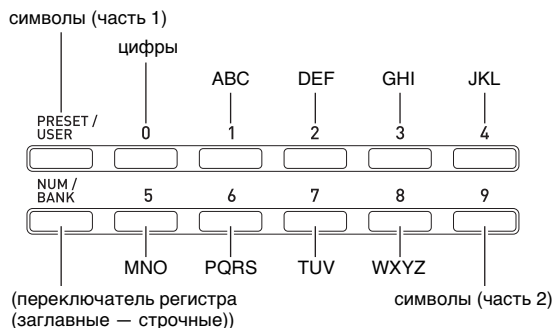 символы (часть 1)
цифры
ABC DEF GHI JKL
PRESET /
USER 0 1 2 3 4
NUM /
BANK 5 6 7 8 9
MNO PQRS TUV WXYZ
(переключатель регистра
(заглавные — строчные))
символы (часть 2)